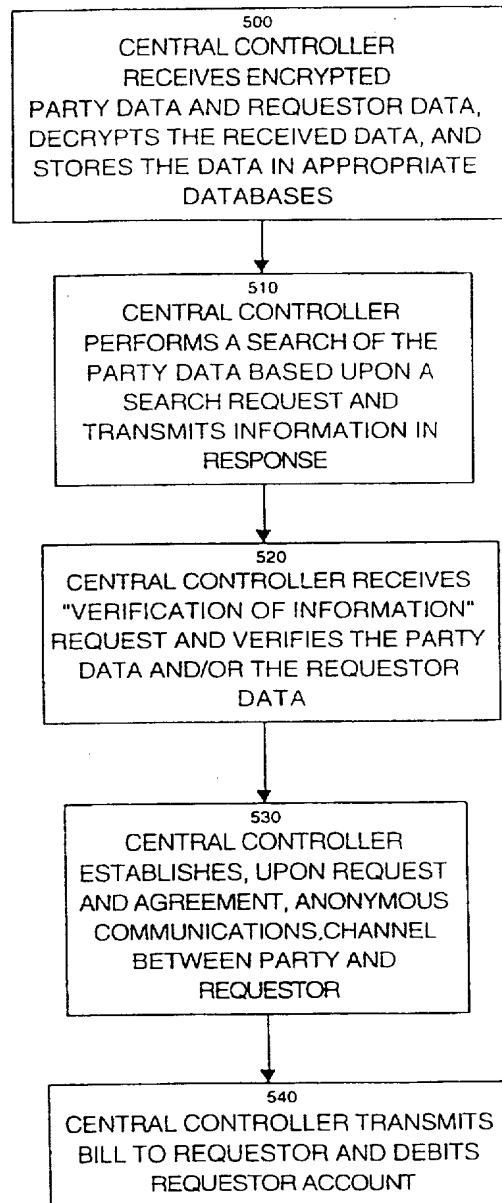 500
CENTRAL CONTROLLER
RECEIVES ENCRYPTED
PARTY DATA AND REQUESTOR DATA,
DECRYPTS THE RECEIVED DATA, AND
STORES THE DATA IN APPROPRIATE
DATABASES
510
CENTRAL CONTROLLER
PERFORMS A SEARCH OF THE
PARTY DATA BASED UPON A
SEARCH REQUEST AND
TRANSMITS INFORMATION IN
RESPONSE
520
CENTRAL CONTROLLER RECEIVES
"VERIFICATION OF INFORMATION"
REQUEST AND VERIFIES THE PARTY
DATA AND/OR THE REQUESTOR
DATA
530
CENTRAL CONTROLLER
ESTABLISHES, UPON REQUEST
AND AGREEMENT, ANONYMOUS
COMMUNICATIONS.CHANNEL
BETWEEN PARTY AND
REQUESTOR
540
CENTRAL CONTROLLER TRANSMITS
BILL TO REQUESTOR AND DEBITS
REQUESTOR ACCOUNT